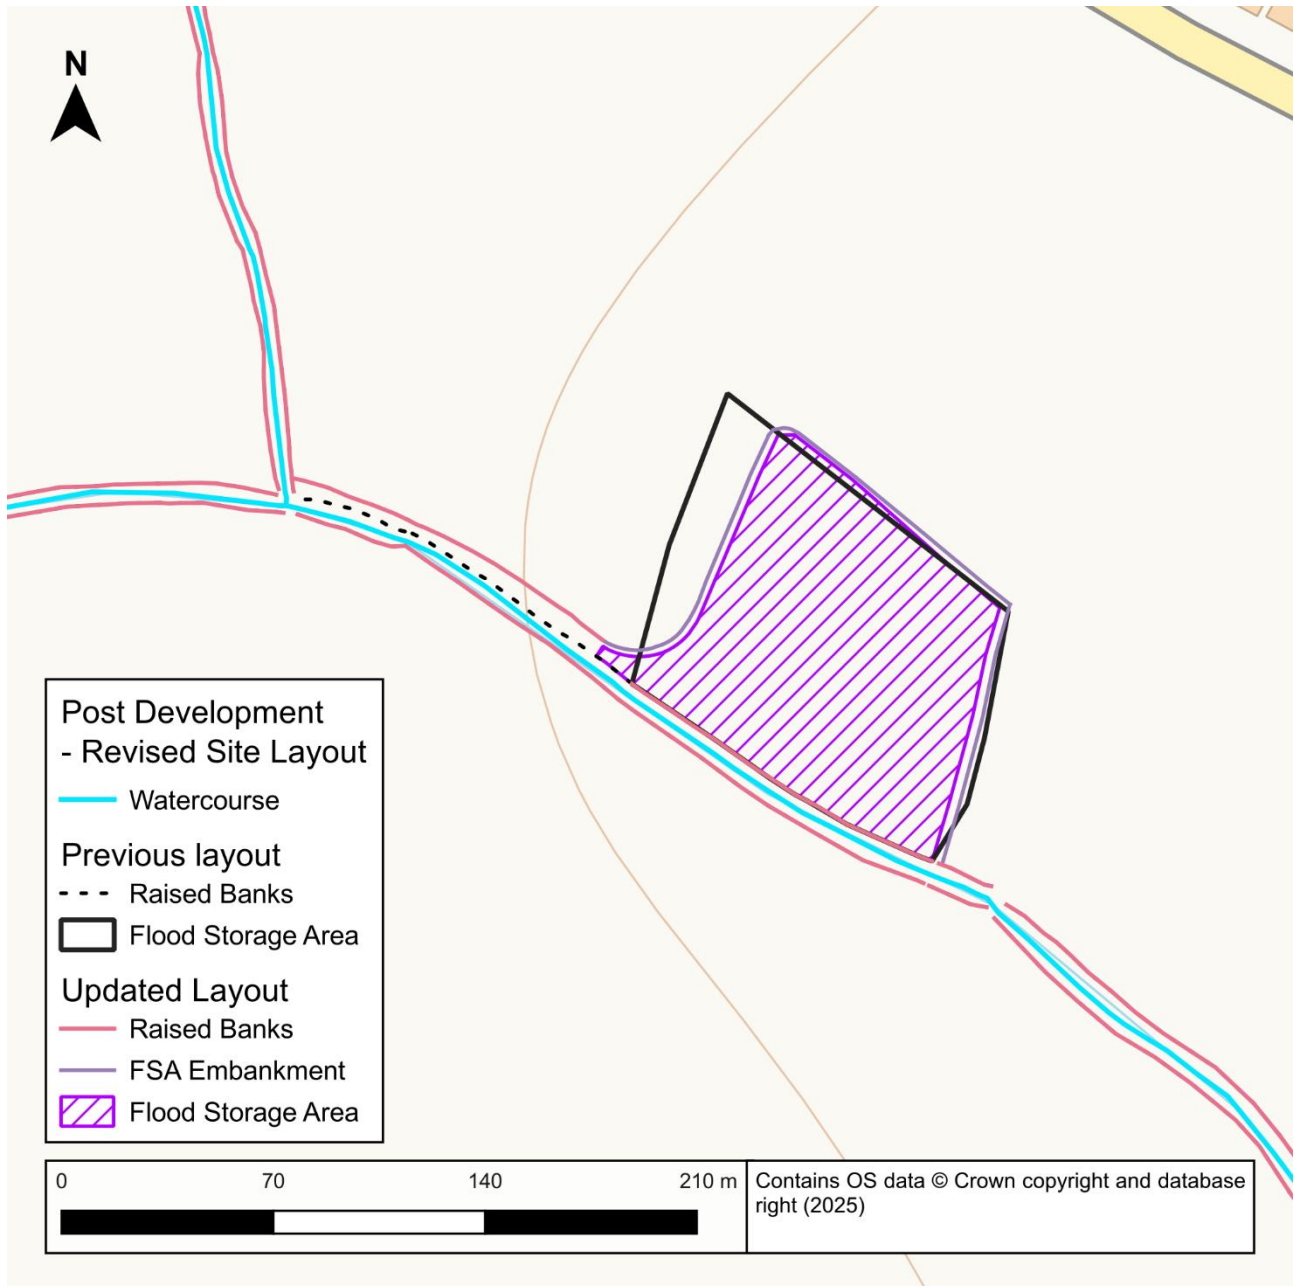 N
Post Development
- Revised Site Layout
Watercourse
Previous layout
Raised Banks
Flood Storage Area
Updated Layout
Raised Banks
FSA Embankment
Flood Storage Area
0 70 140 210 m
Contains OS data © Crown copyright and database
right (2025)